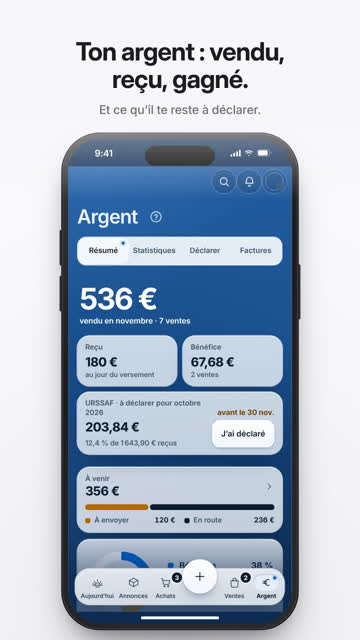 Ton argent : vendu,
reçu, gagné.
Et ce qu'il te reste à déclarer.
9:41
Argent ?
Résumé Statistiques Déclarer Factures
536 €
vendu en novembre · 7 ventes
Reçu
180 €
au jour du versement
Bénéfice
67,68 €
2 ventes
URSSAF · à déclarer pour octobre
2026
avant le 30 nov.
203,84 €
12,4 % de 1 643,90 € reçus
J'ai déclaré
À venir
356 €
À envoyer 120 € En route 236 €
38 %
3 2
Aujourd'hui Annonces Achats Ventes Argent